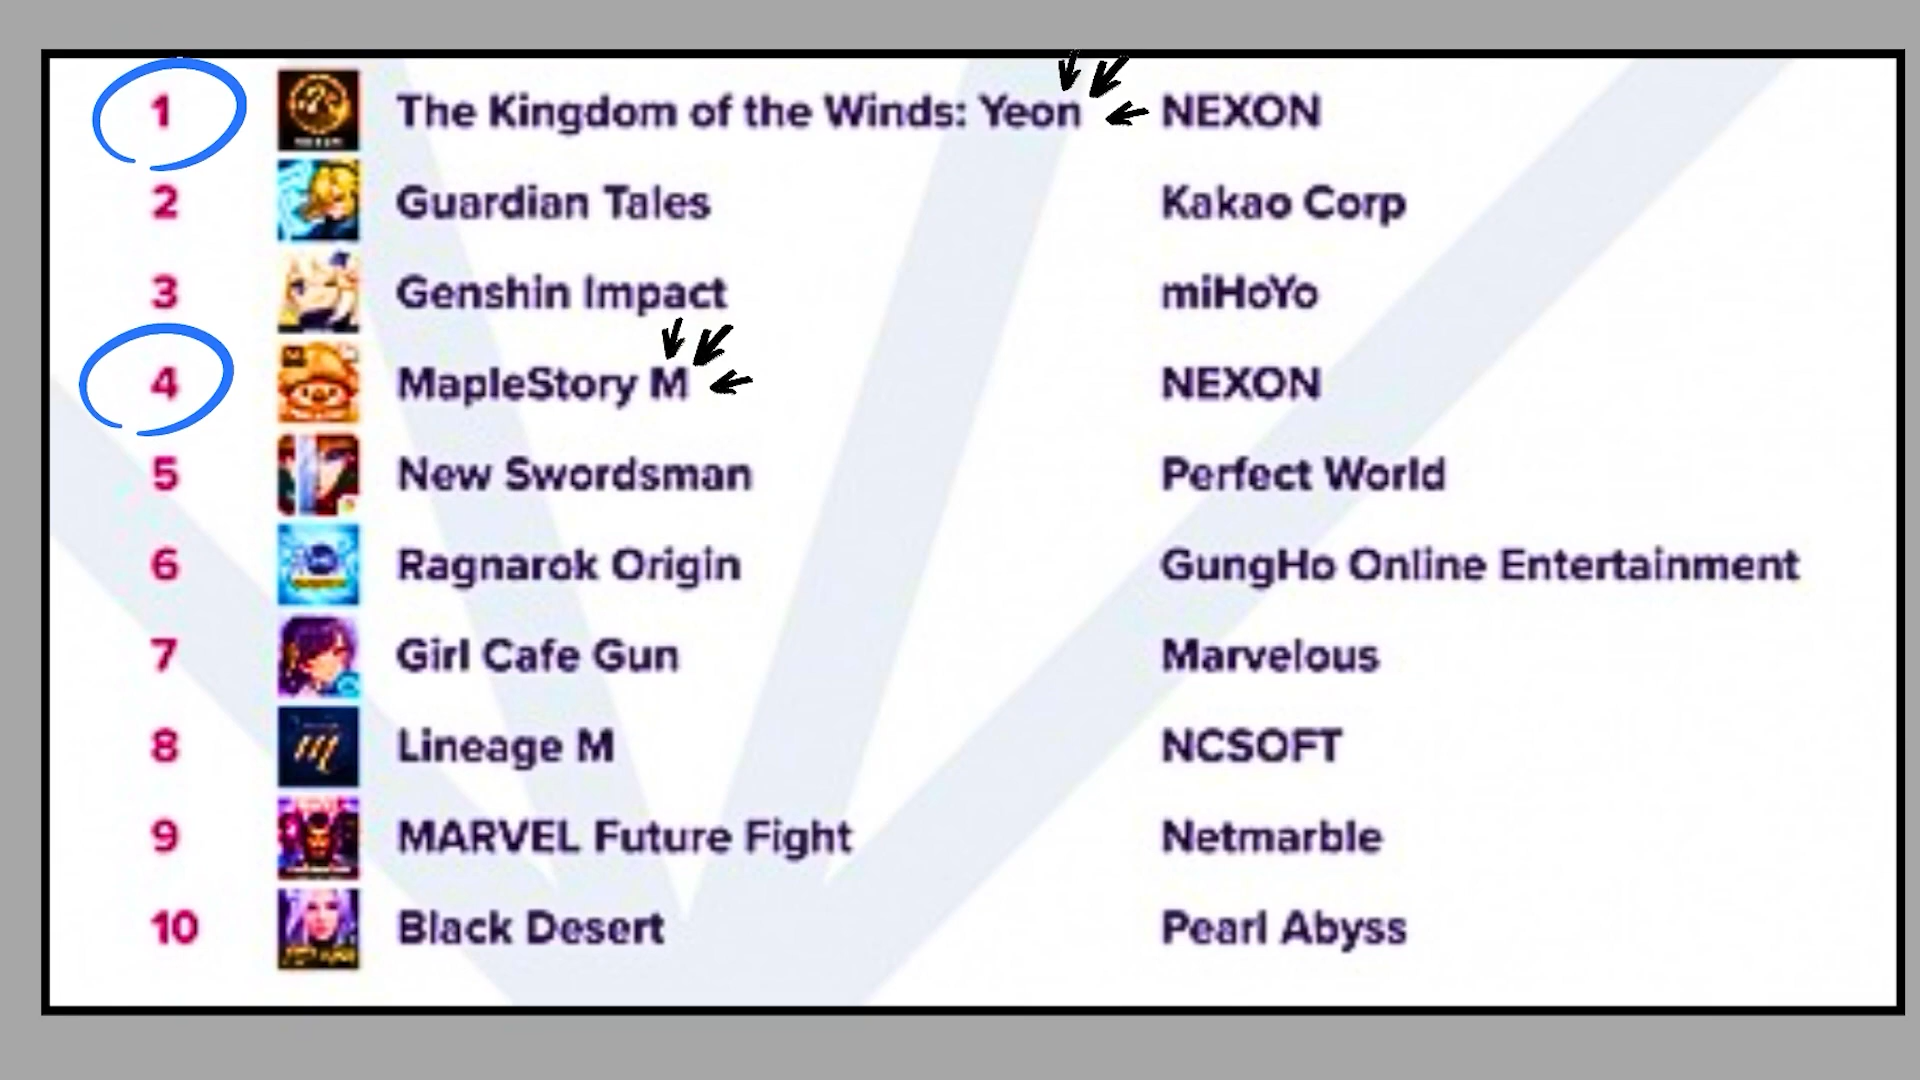 1 The Kingdom of the Winds: Yeon NEXON
2 Guardian Tales Kakao Corp
3 Genshin Impact miHoYo
4 MapleStory M NEXON
5 New Swordsman Perfect World
6 Ragnarok Origin GungHo Online Entertainment
7 Girl Cafe Gun Marvelous
8 Lineage M NCSOFT
9 MARVEL Future Fight Netmarble
10 Black Desert Pearl Abyss